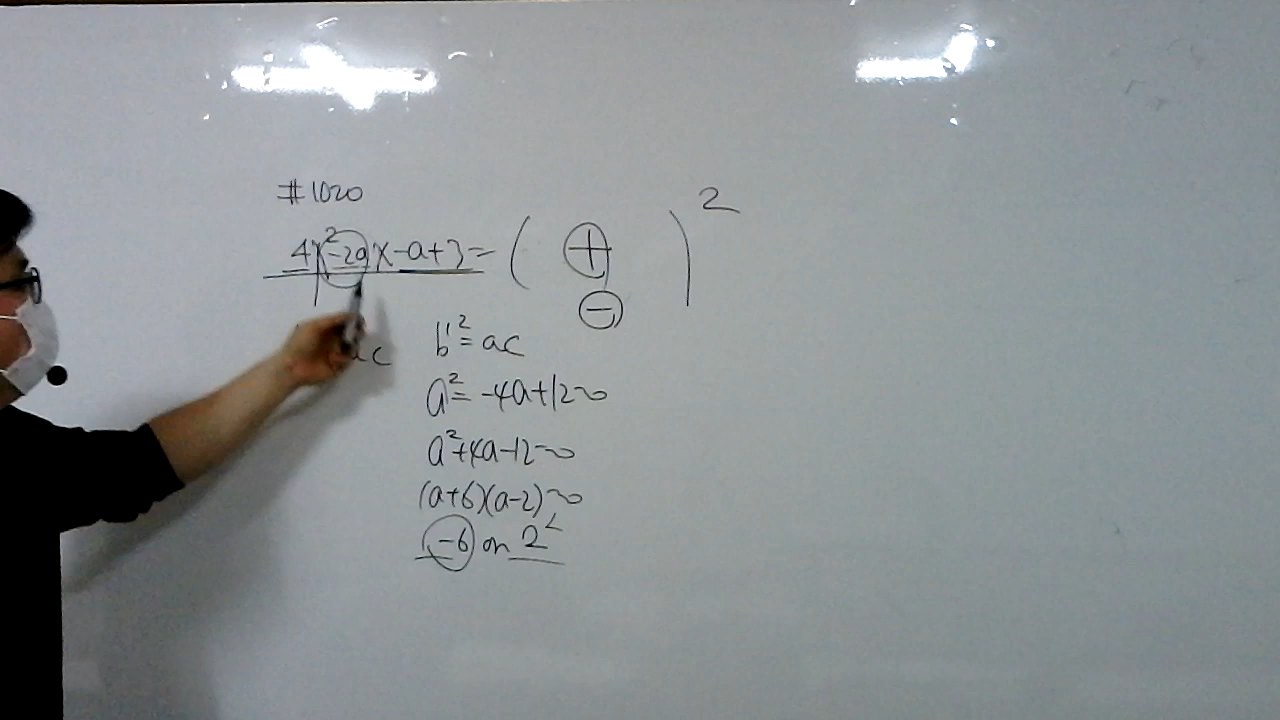 #1020
4x²-2ax-a+3=( ⊕ )²
⊖
ac
b'²=ac
a²=-4a+12=0
a²+4a-12=0
(a+6)(a-2)=0
-6 or 2